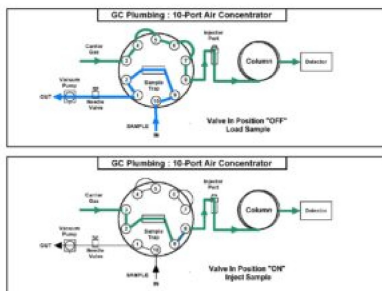 GC Plumbing : 10-Port Air Concentrator
Carrier
Gas
Injector
Port
Column
Detector
Vacuum
Pump
OUT
Needle
Valve
Sample
Trap
SAMPLE
IN
Valve In Position "OFF"
Load Sample
GC Plumbing : 10-Port Air Concentrator
Carrier
Gas
Injector
Port
Column
Detector
Vacuum
Pump
OUT
Needle
Valve
Sample
Trap
SAMPLE
IN
Valve In Position "ON"
Inject Sample